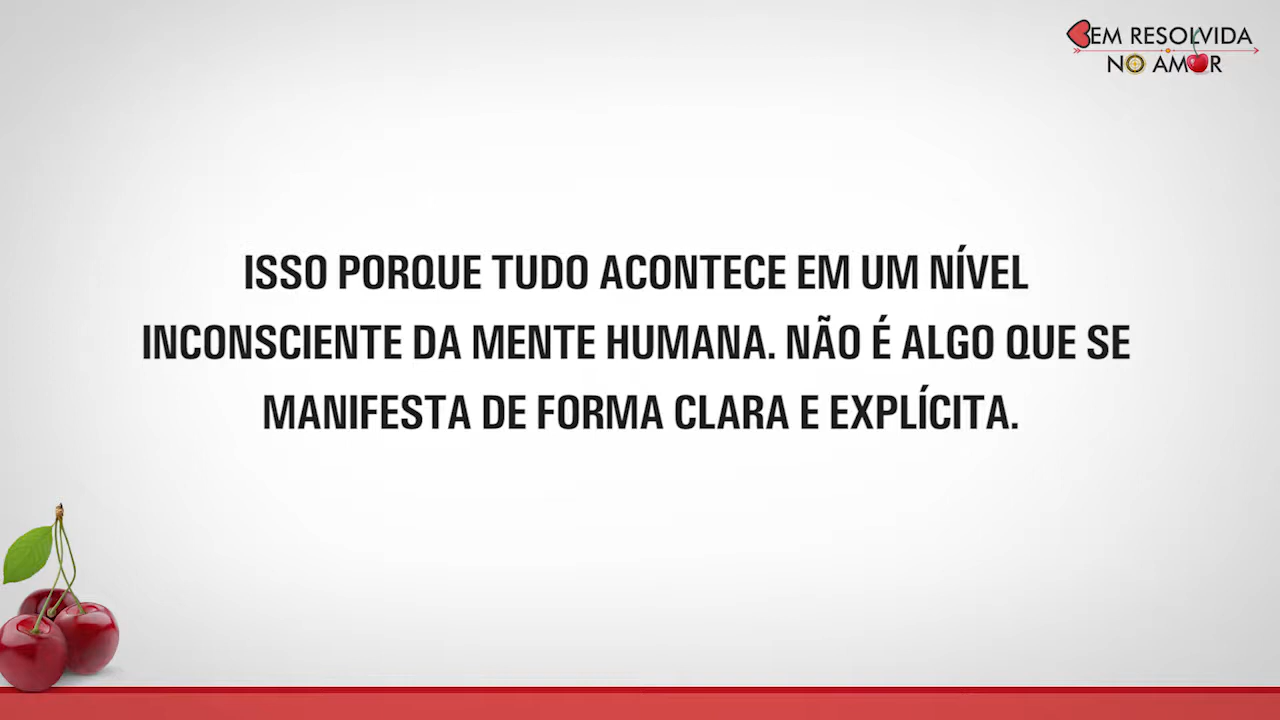 BEM RESOLVIDA
NO AMOR
ISSO PORQUE TUDO ACONTECE EM UM NÍVEL
INCONSCIENTE DA MENTE HUMANA. NÃO É ALGO QUE SE
MANIFESTA DE FORMA CLARA E EXPLÍCITA.